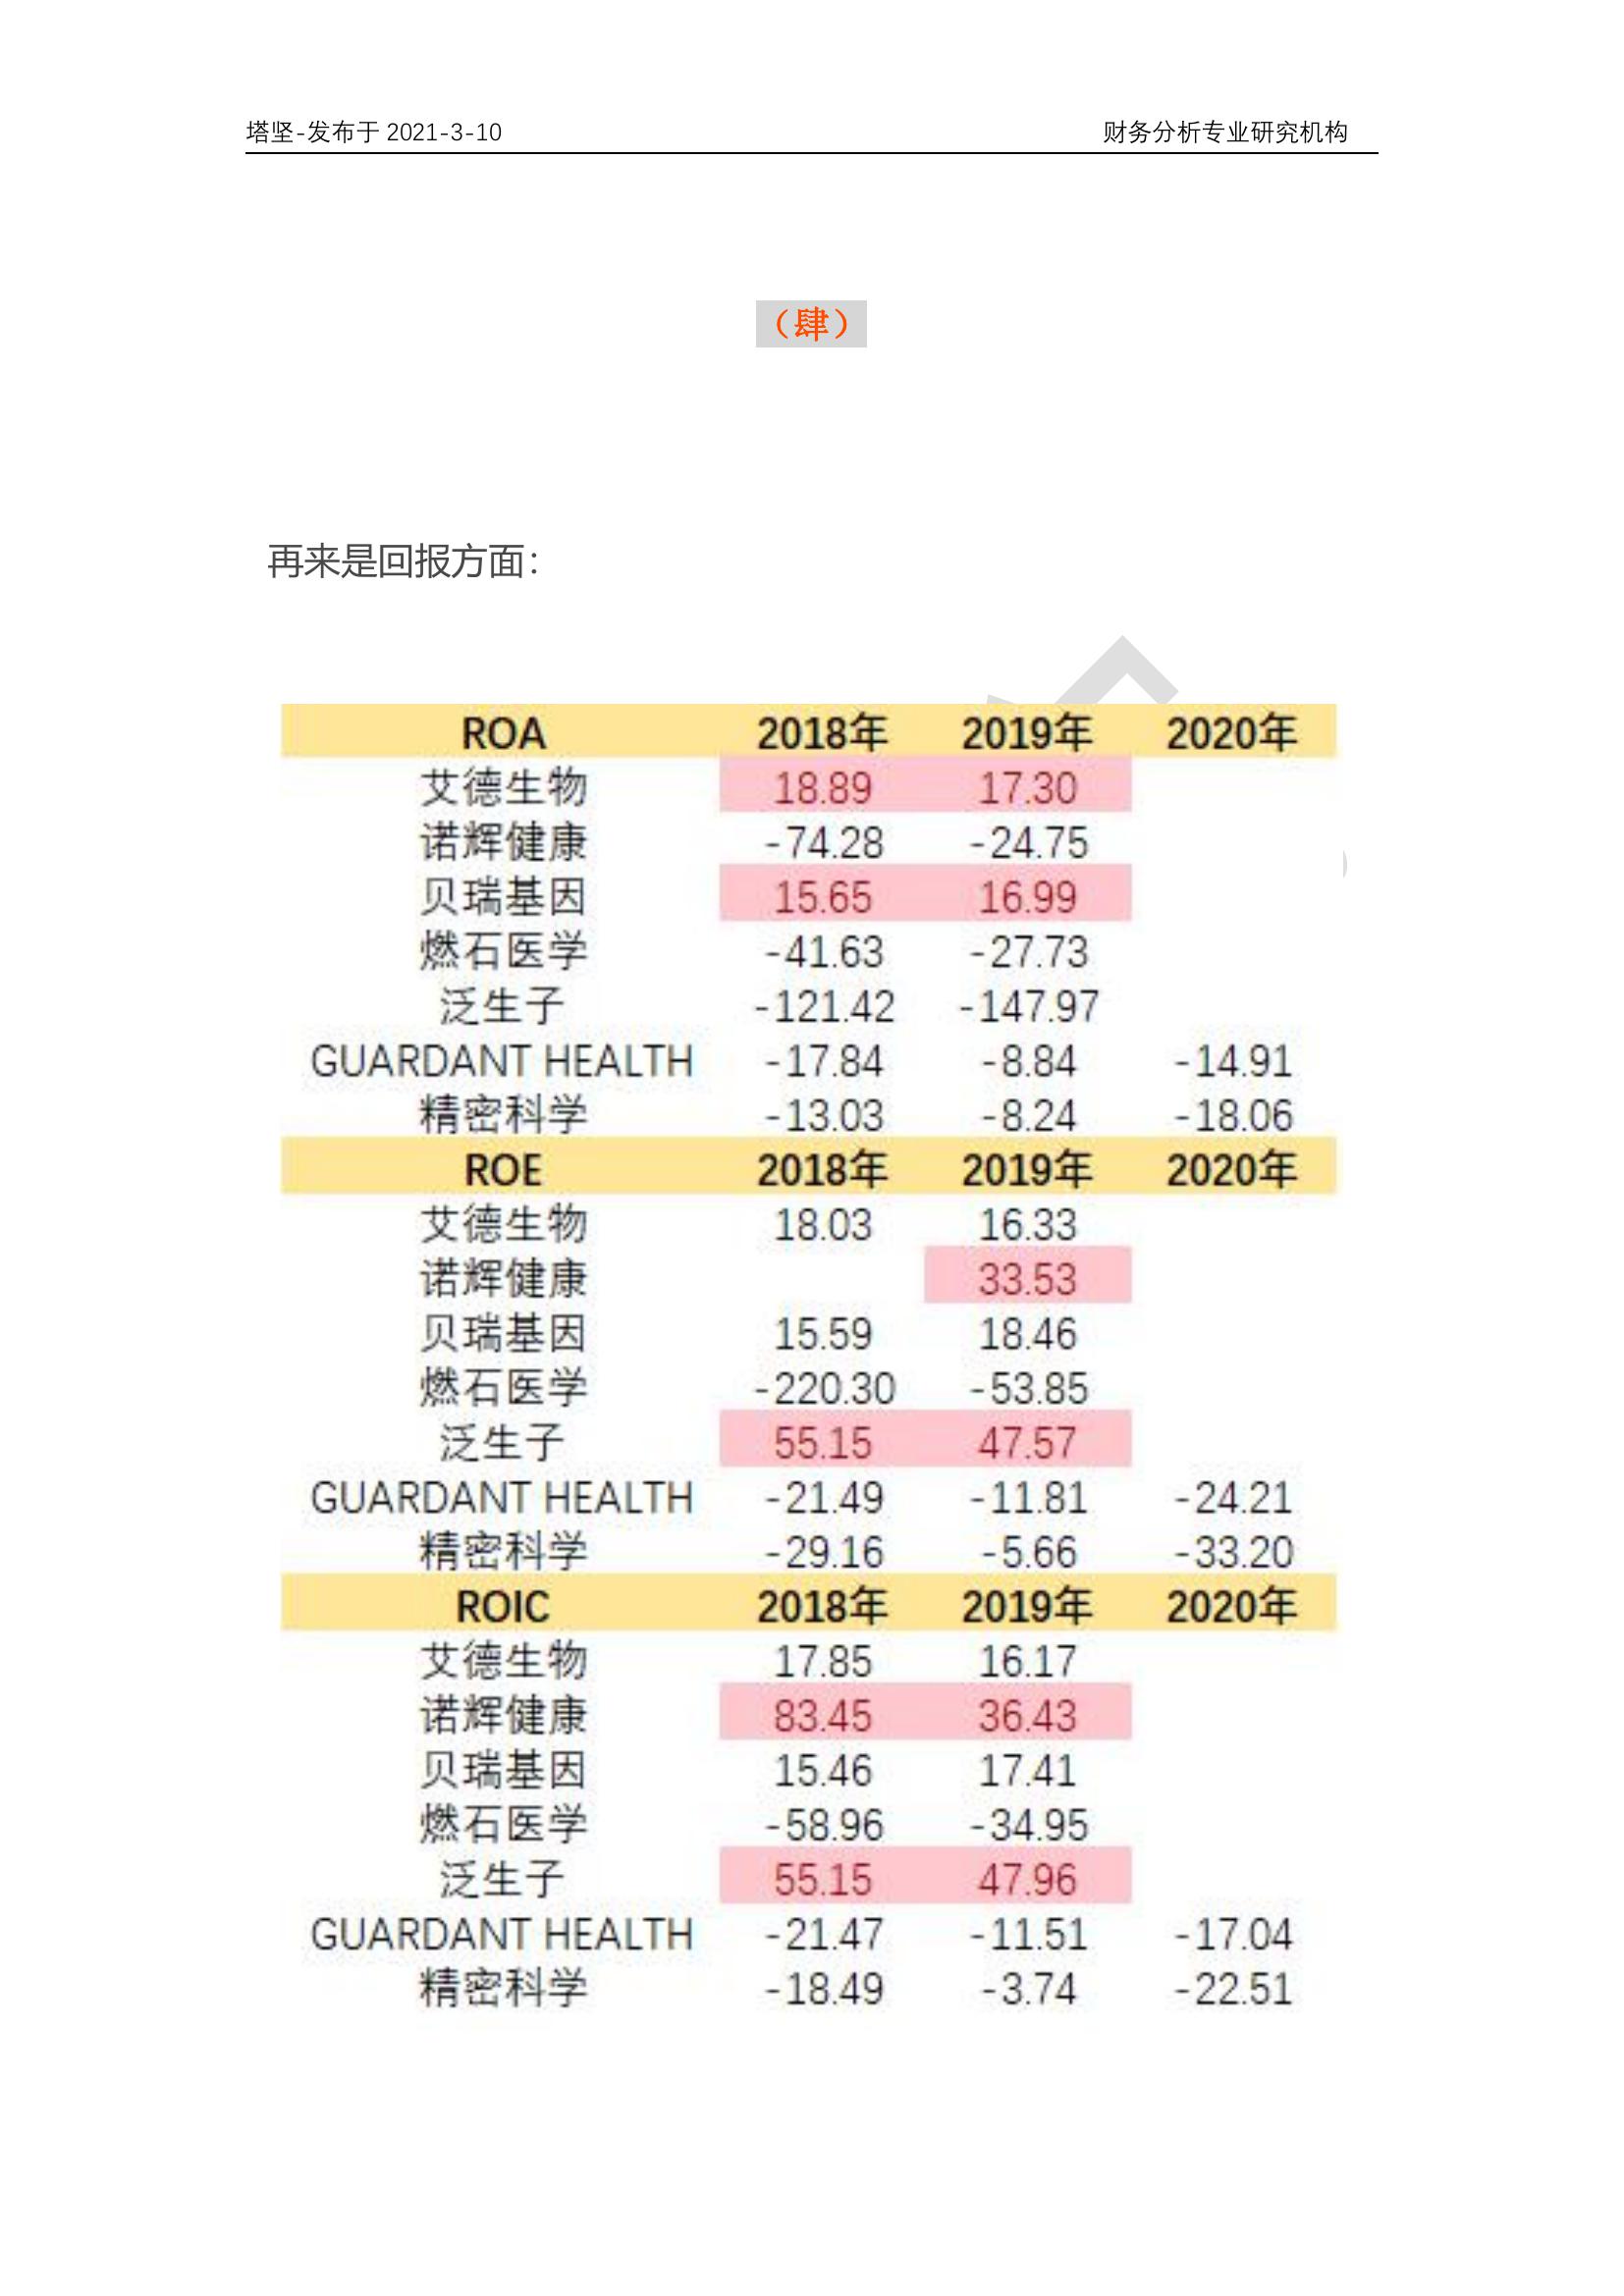 塔坚-发布于 2021-3-10 财务分析专业研究机构
（肆）
再来是回报方面：
ROA 2018年 2019年 2020年
艾德生物 18.89 17.30
诺辉健康 -74.28 -24.75
贝瑞基因 15.65 16.99
燃石医学 -41.63 -27.73
泛生子 -121.42 -147.97
GUARDANT HEALTH -17.84 -8.84 -14.91
精密科学 -13.03 -8.24 -18.06
ROE 2018年 2019年 2020年
艾德生物 18.03 16.33
诺辉健康 33.53
贝瑞基因 15.59 18.46
燃石医学 -220.30 -53.85
泛生子 55.15 47.57
GUARDANT HEALTH -21.49 -11.81 -24.21
精密科学 -29.16 -5.66 -33.20
ROIC 2018年 2019年 2020年
艾德生物 17.85 16.17
诺辉健康 83.45 36.43
贝瑞基因 15.46 17.41
燃石医学 -58.96 -34.95
泛生子 55.15 47.96
GUARDANT HEALTH -21.47 -11.51 -17.04
精密科学 -18.49 -3.74 -22.51